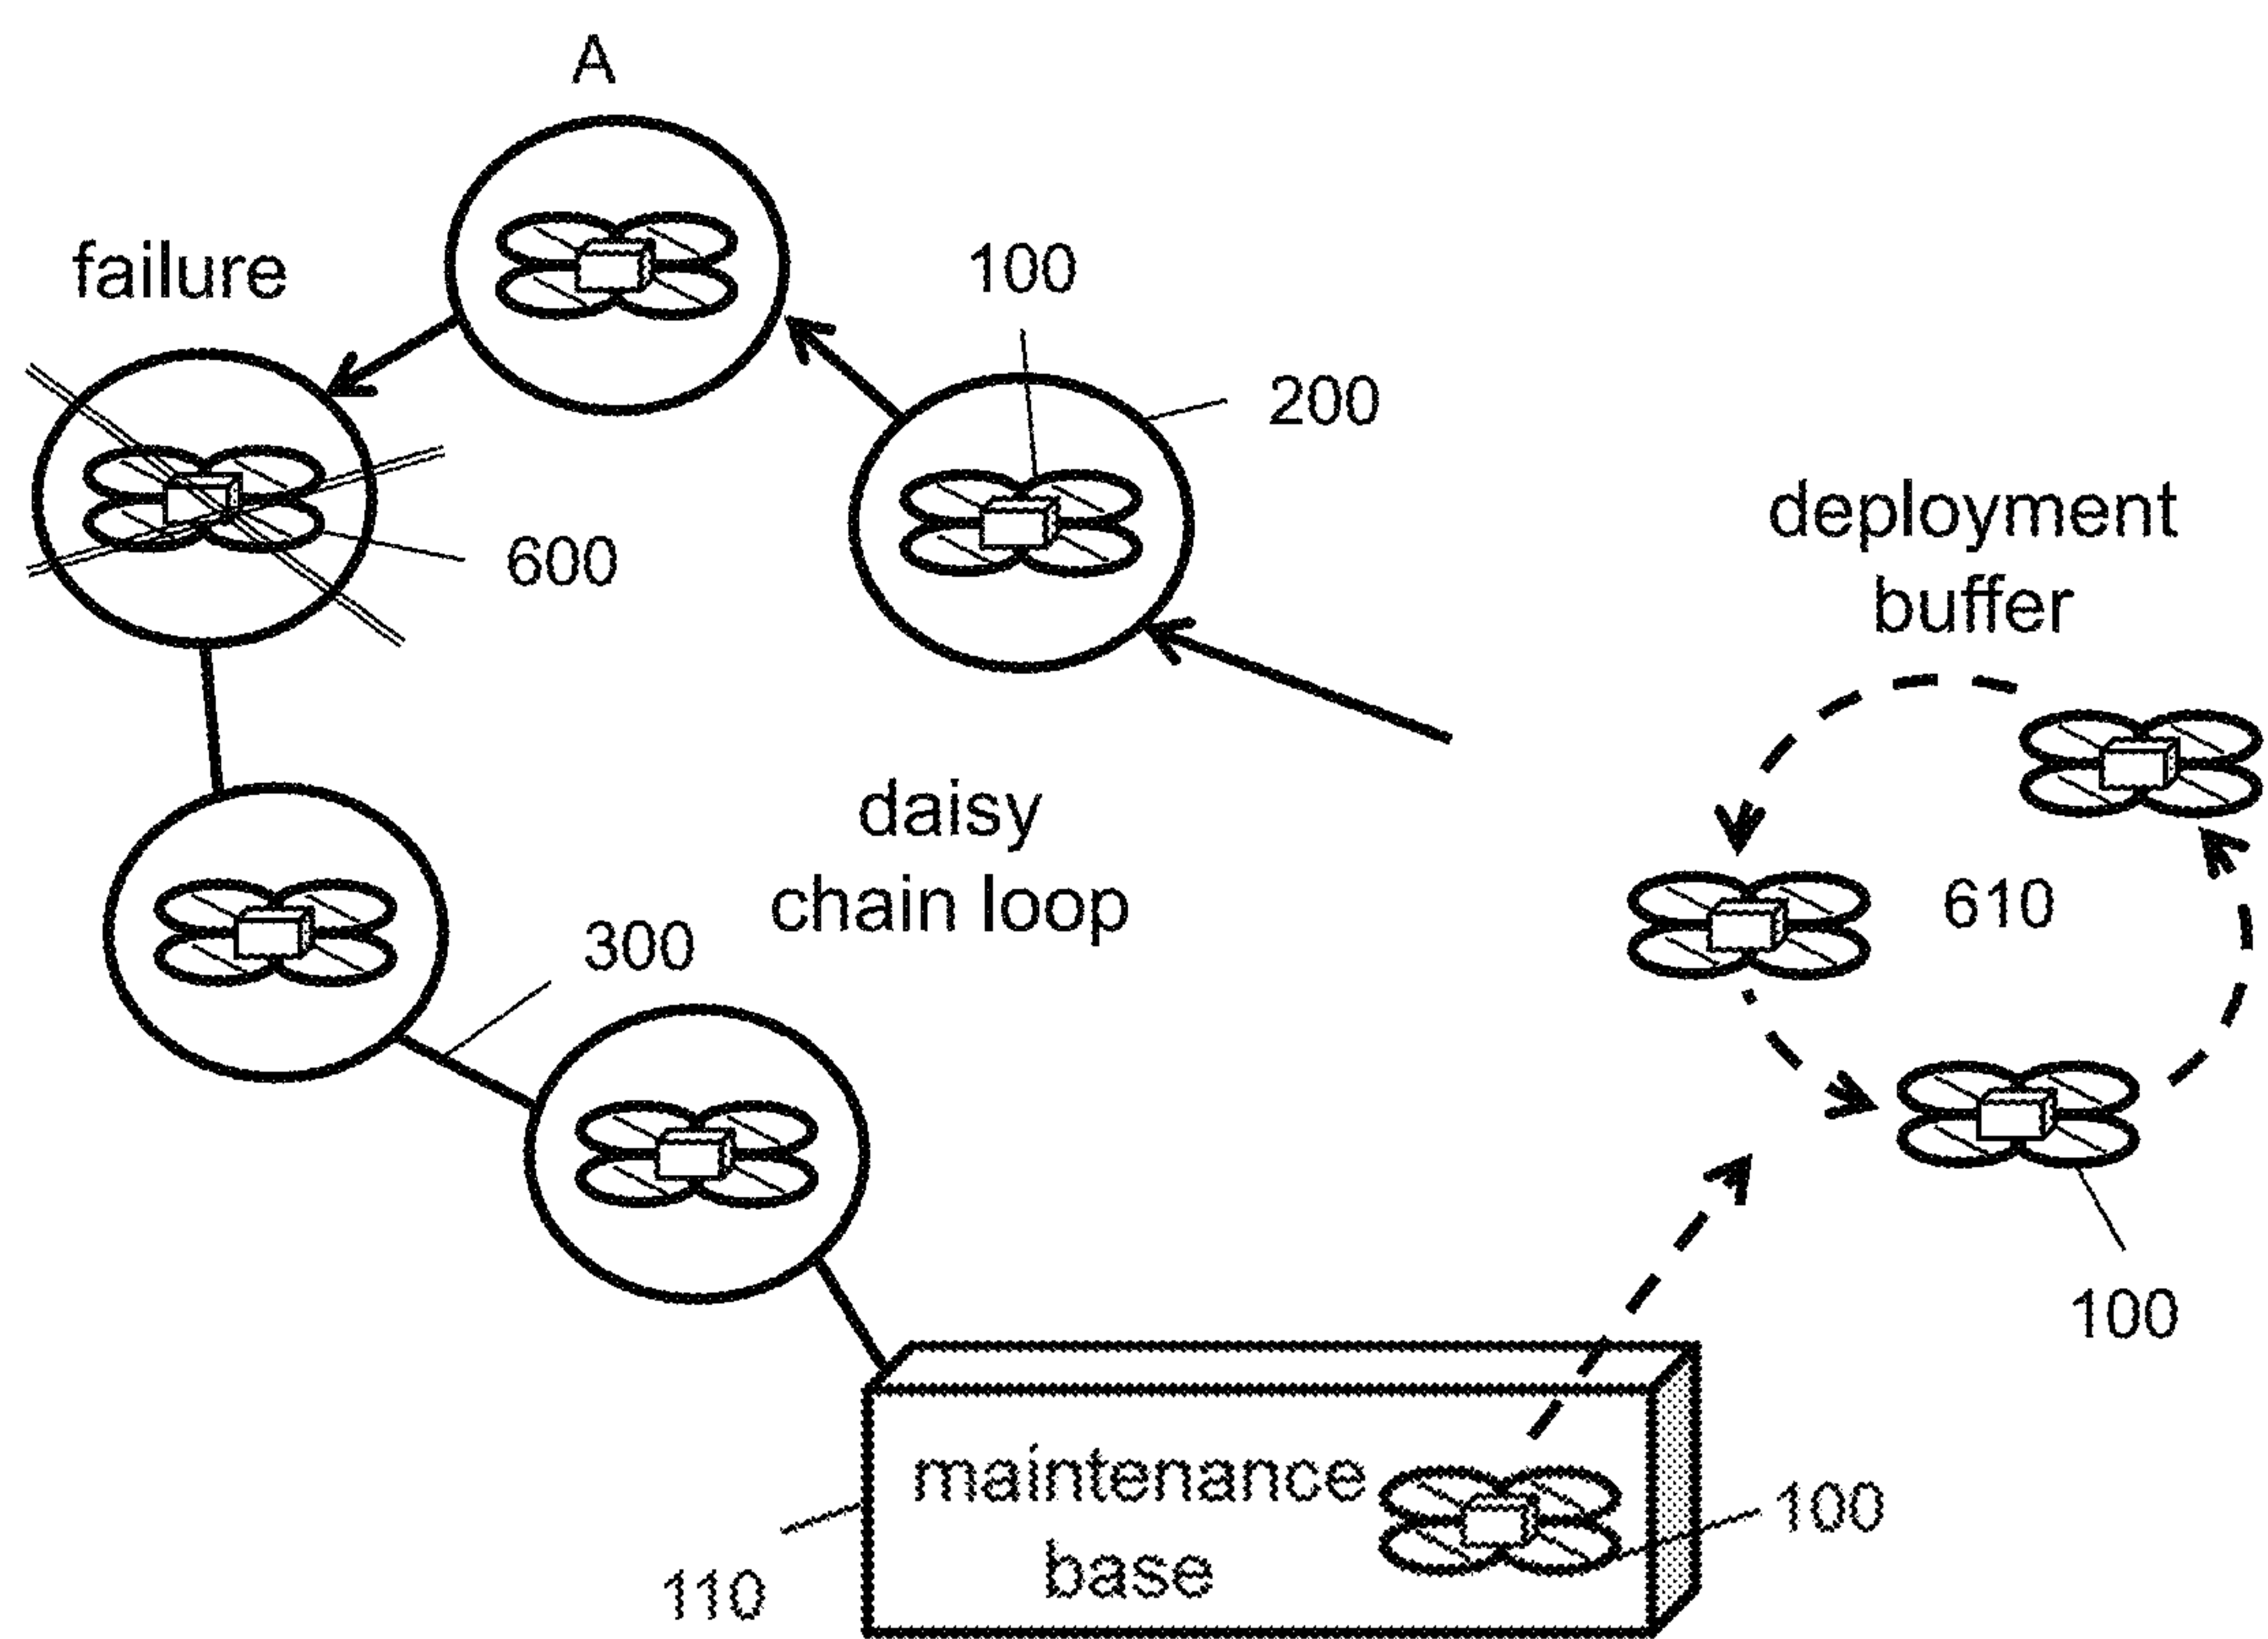 A
failure
100
200
600
deployment
buffer
daisy
chain loop
610
300
100
maintenance
base
100
110